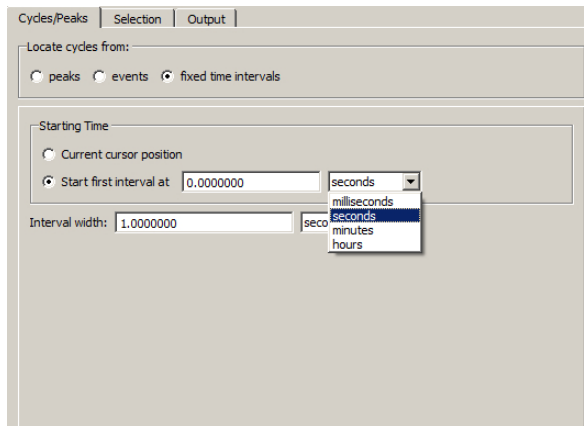 Cycles/Peaks Selection Output
Locate cycles from:
peaks events fixed time intervals
Starting Time
Current cursor position
Start first interval at 0.0000000 seconds
milliseconds
seconds
Interval width: 1.0000000 seco
minutes
hours